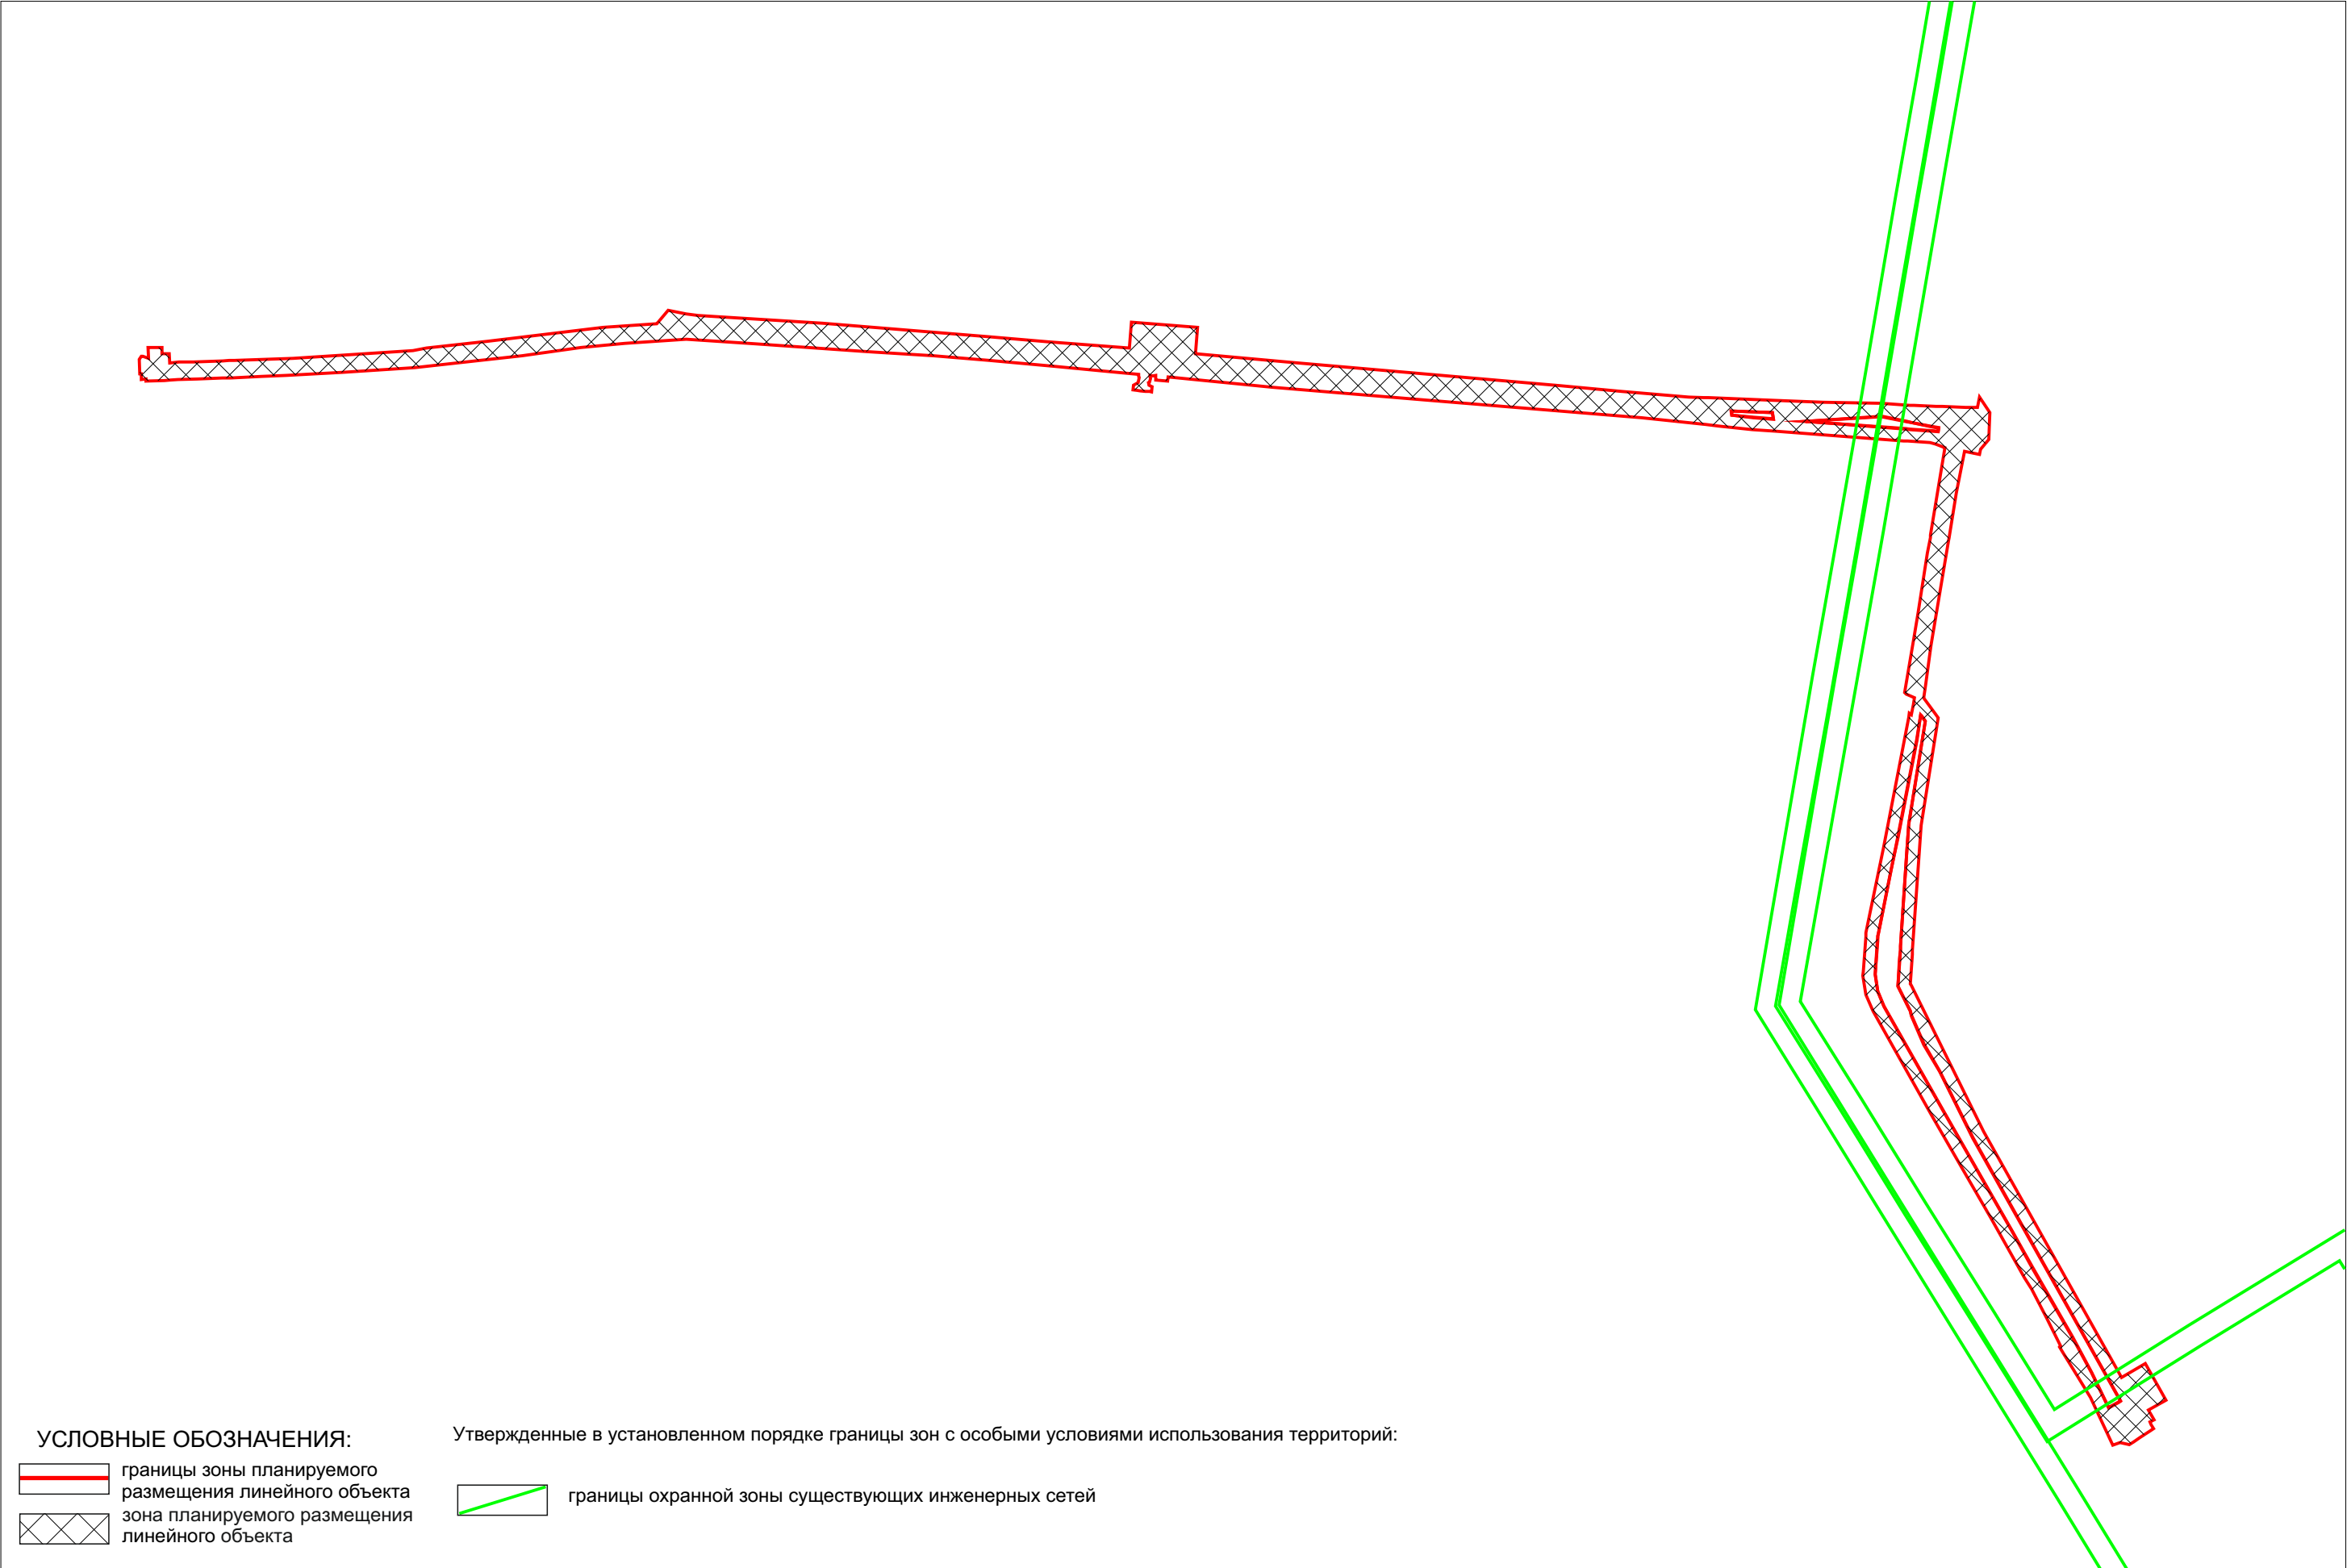 УСЛОВНЫЕ ОБОЗНАЧЕНИЯ:
границы зоны планируемого
размещения линейного объекта
зона планируемого размещения
линейного объекта
Утвержденные в установленном порядке границы зон с особыми условиями использования территорий:
границы охранной зоны существующих инженерных сетей